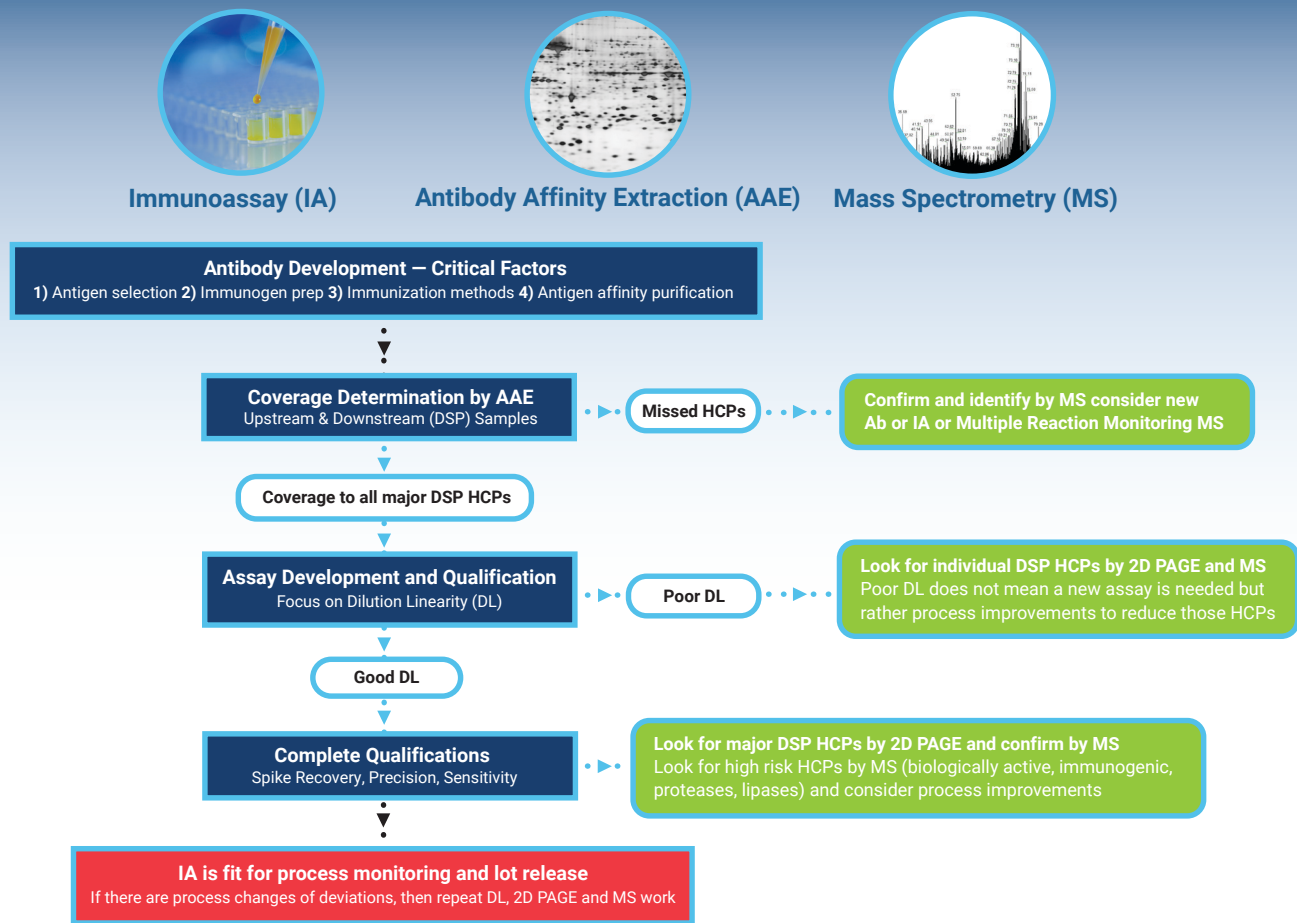 Immunoassay (IA)
Antibody Affinity Extraction (AAE)
Mass Spectrometry (MS)
Antibody Development — Critical Factors
1) Antigen selection 2) Immunogen prep 3) Immunization methods 4) Antigen affinity purification
Coverage Determination by AAE
Upstream & Downstream (DSP) Samples
Missed HCPs
Confirm and identify by MS consider new
Ab or IA or Multiple Reaction Monitoring MS
Coverage to all major DSP HCPs
Assay Development and Qualification
Focus on Dilution Linearity (DL)
Poor DL
Look for individual DSP HCPs by 2D PAGE and MS
Poor DL does not mean a new assay is needed but
rather process improvements to reduce those HCPs
Good DL
Complete Qualifications
Spike Recovery, Precision, Sensitivity
Look for major DSP HCPs by 2D PAGE and confirm by MS
Look for high risk HCPs by MS (biologically active, immunogenic,
proteases, lipases) and consider process improvements
IA is fit for process monitoring and lot release
If there are process changes of deviations, then repeat DL, 2D PAGE and MS work